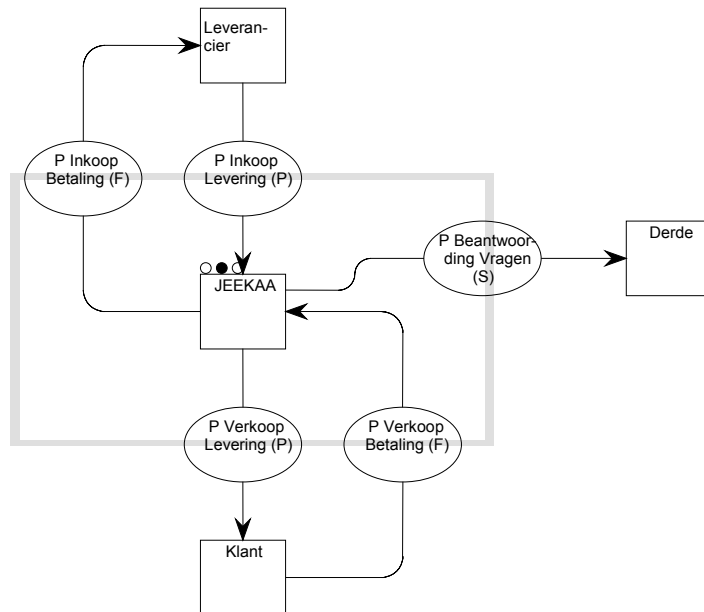 Leveran-
cier
P Inkoop
Betaling (F)
P Inkoop
Levering (P)
P Beantwoor-
ding Vragen
(S)
Derde
JEEKAA
P Verkoop
Levering (P)
P Verkoop
Betaling (F)
Klant